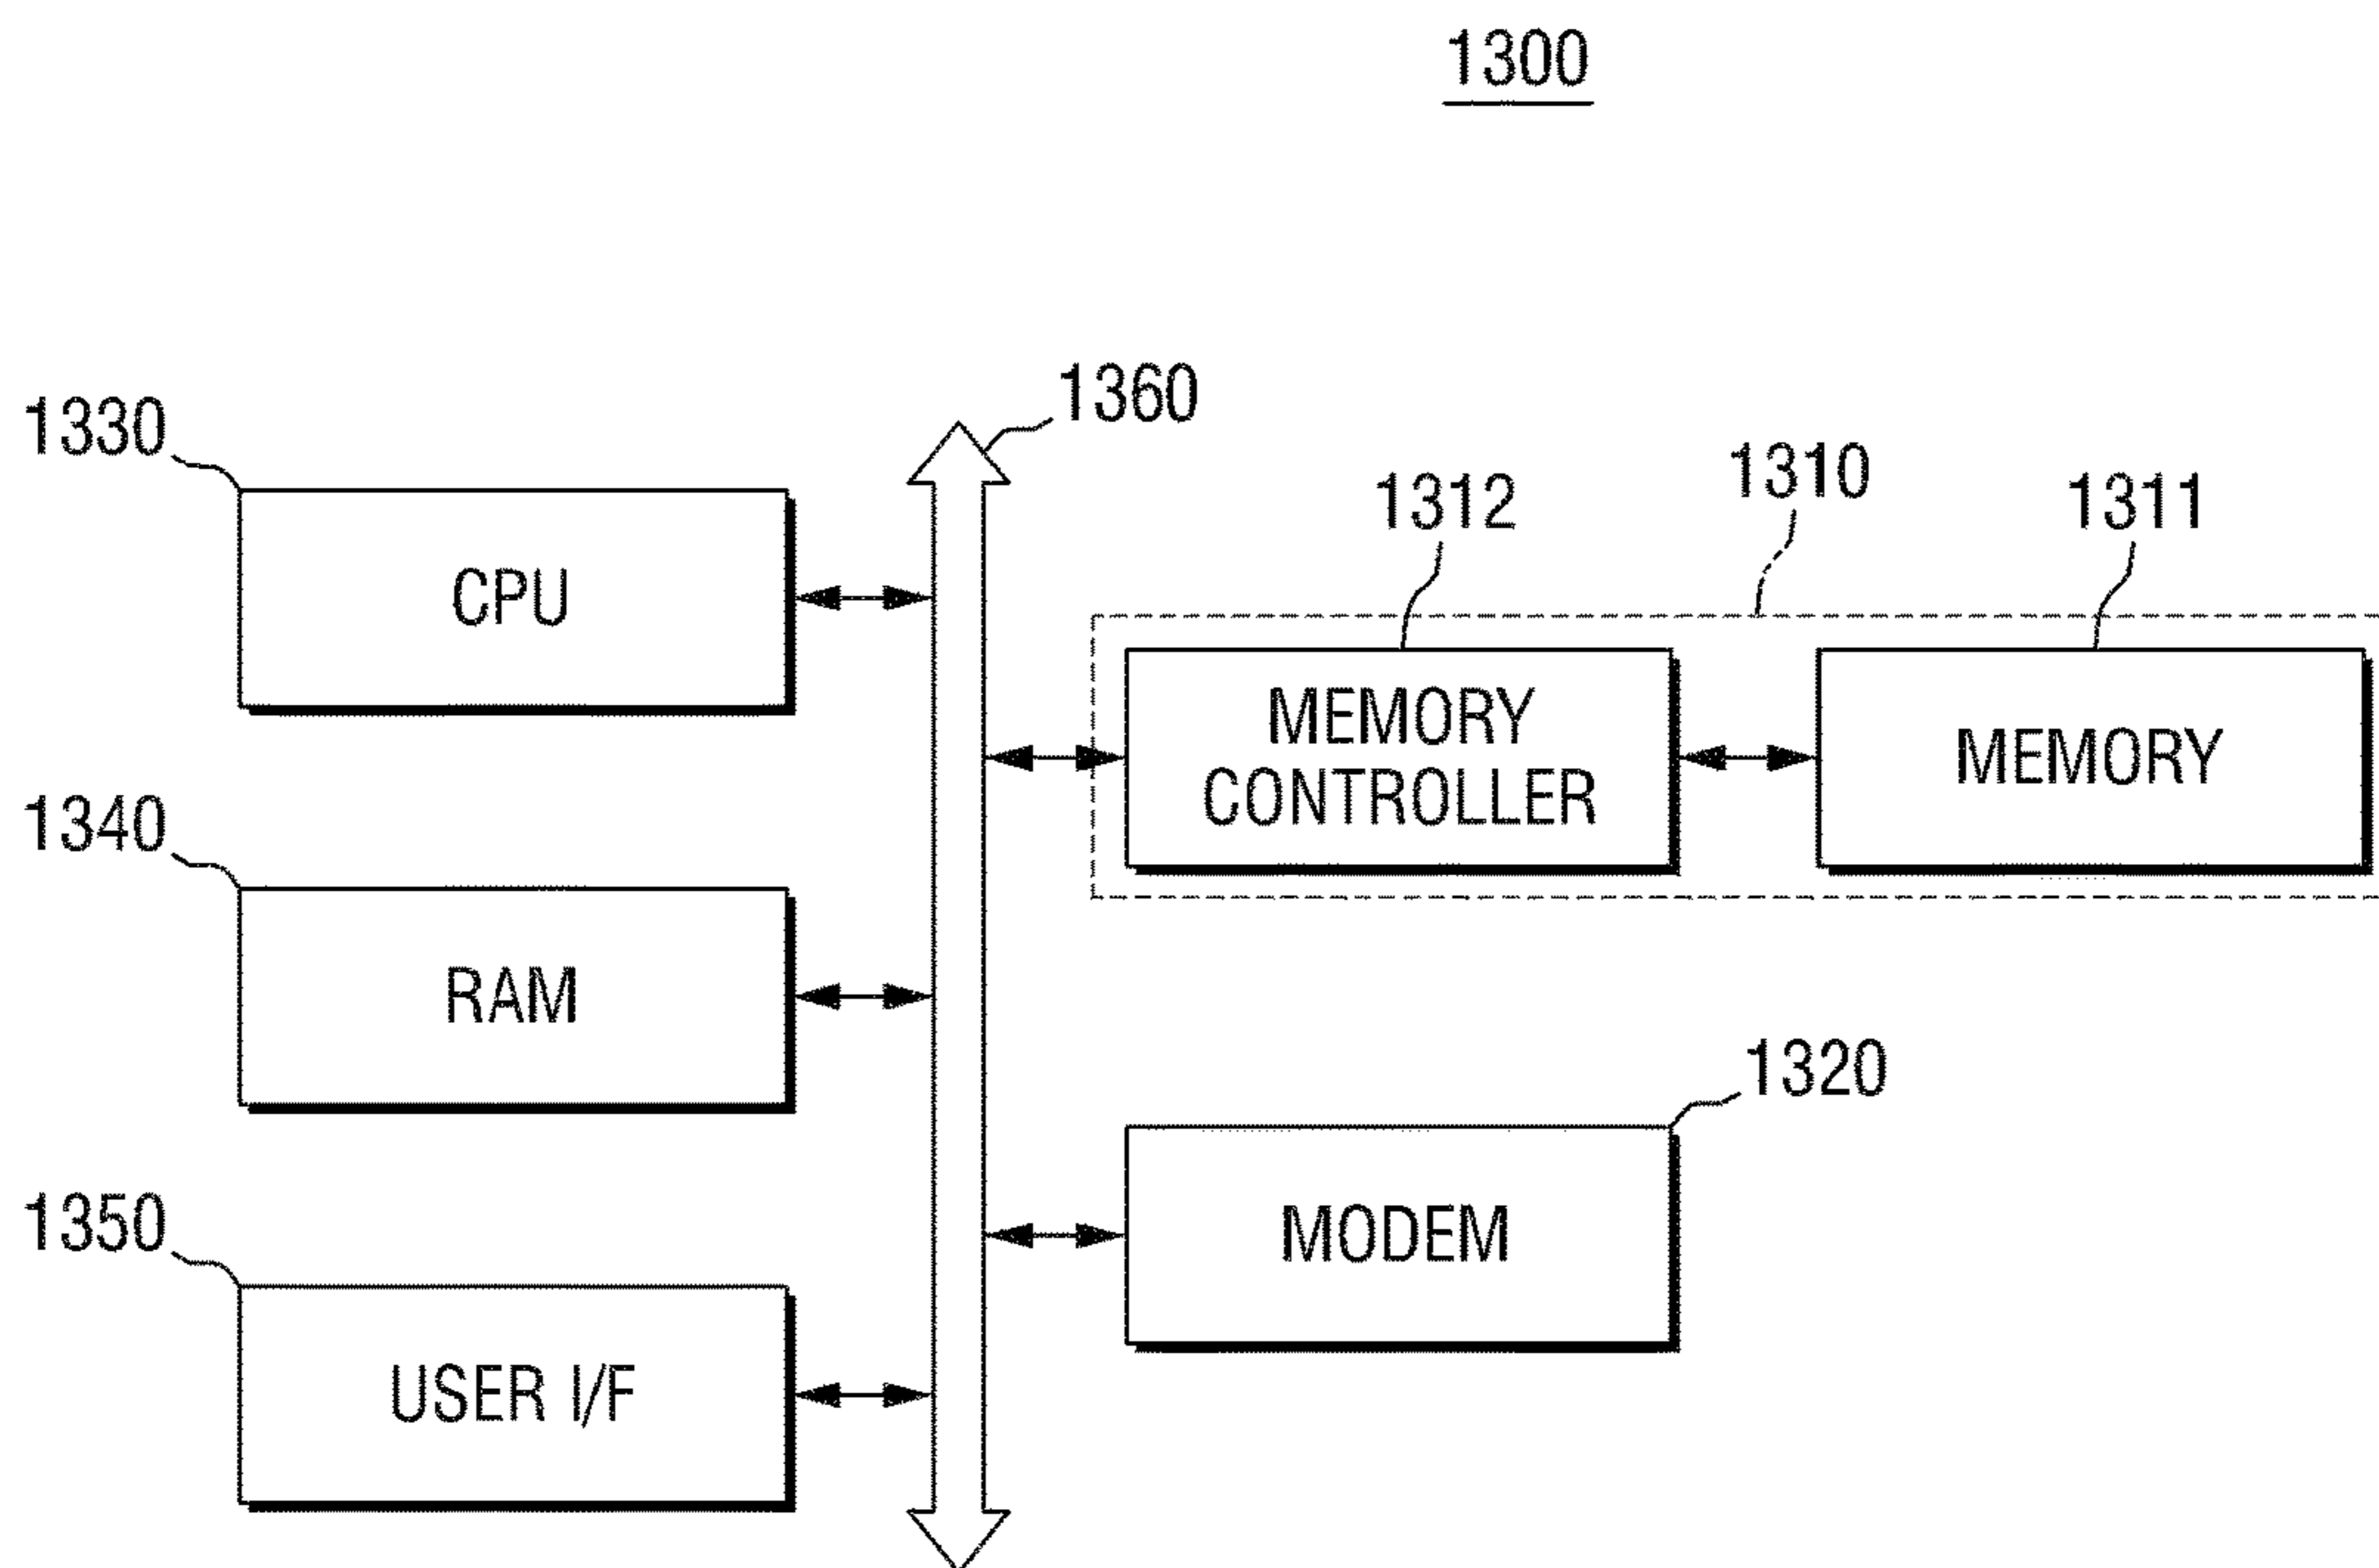 1300
1360
1330
CPU
1310
1312
1311
MEMORY
CONTROLLER
MEMORY
1340
RAM
1320
MODEM
1350
USER I/F